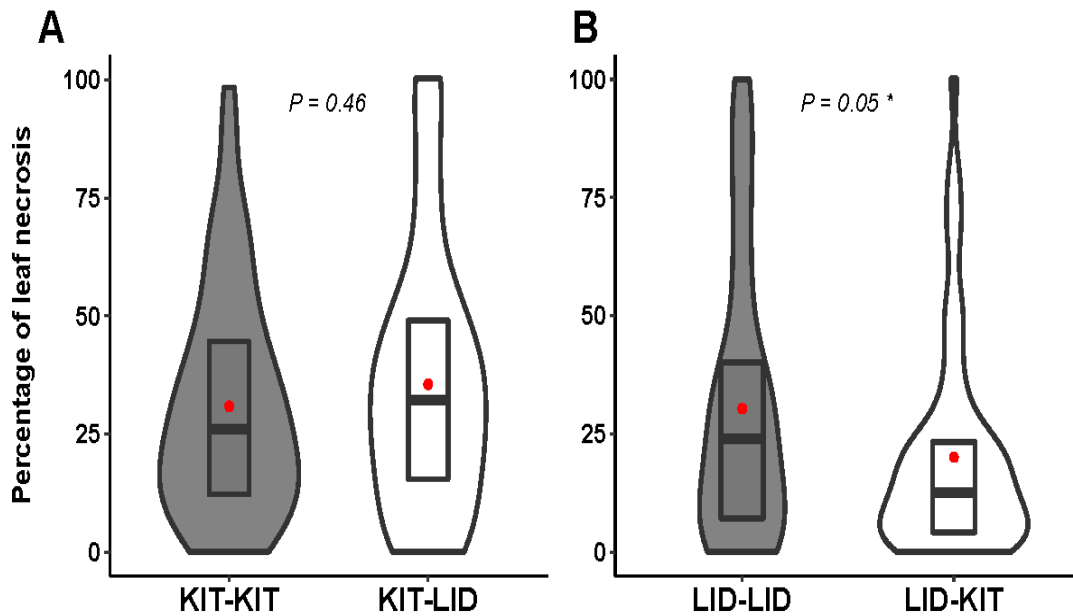 A
B
Percentage of leaf necrosis
100
75
50
25
0
P = 0.46
KIT-KIT
KIT-LID
100
75
50
25
0
P = 0.05 *
LID-LID
LID-KIT